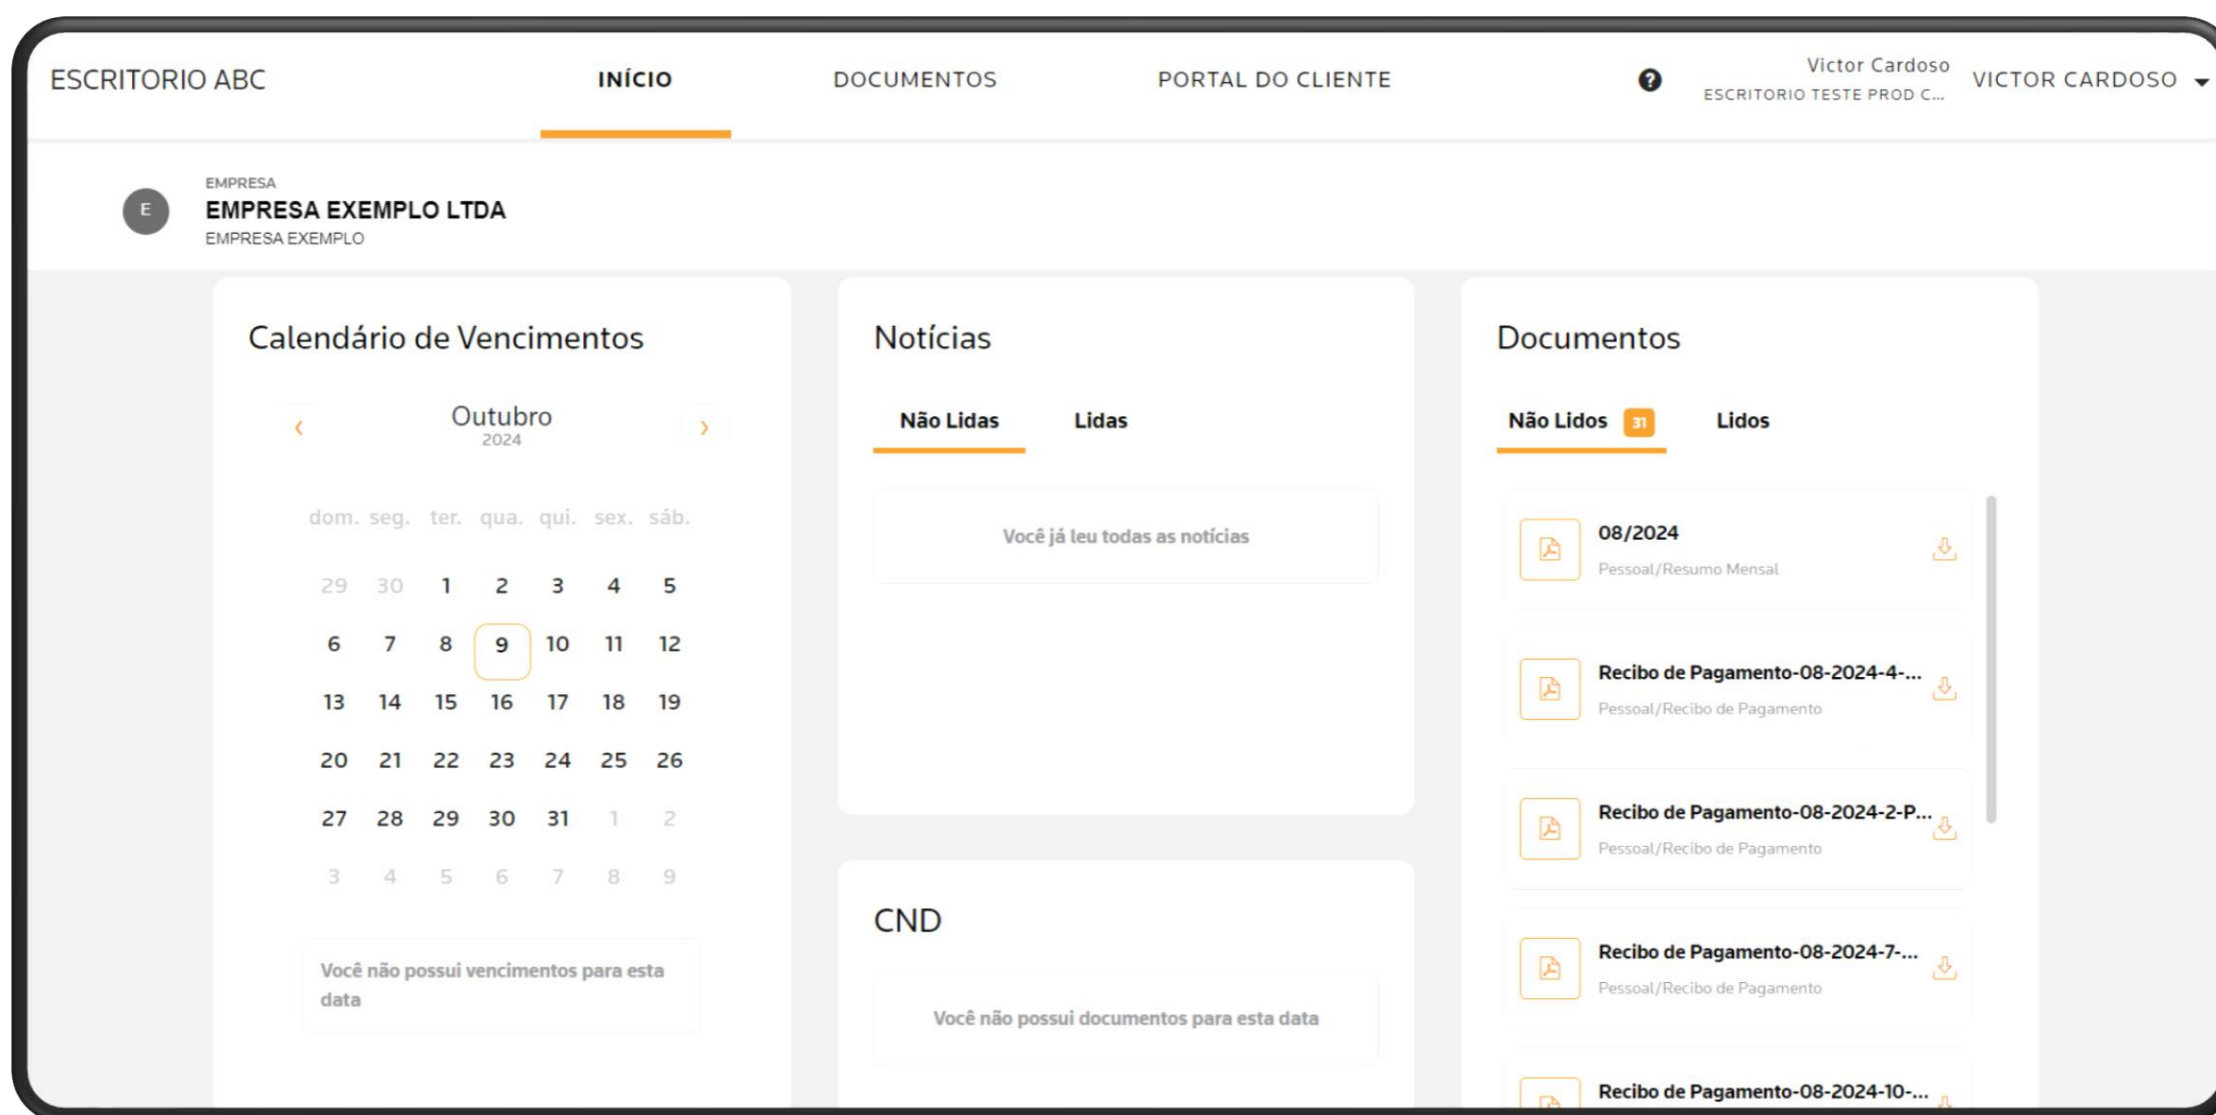 ESCRITORIO ABC
INÍCIO
DOCUMENTOS
PORTAL DO CLIENTE
?
Victor Cardoso
ESCRITORIO TESTE PROD C...
VICTOR CARDOSO
E
EMPRESA
EMPRESA EXEMPLO LTDA
EMPRESA EXEMPLO
Calendário de Vencimentos
Outubro
2024
dom. seg. ter. qua. qui. sex. sáb.
29 30 1 2 3 4 5
6 7 8 9 10 11 12
13 14 15 16 17 18 19
20 21 22 23 24 25 26
27 28 29 30 31 1 2
3 4 5 6 7 8 9
Você não possui vencimentos para esta
data
Notícias
Não Lidas Lidas
Você já leu todas as notícias
CND
Você não possui documentos para esta data
Documentos
Não Lidos 31 Lidos
08/2024
Pessoal/Resumo Mensal
Recibo de Pagamento-08-2024-4-...
Pessoal/Recibo de Pagamento
Recibo de Pagamento-08-2024-2-P...
Pessoal/Recibo de Pagamento
Recibo de Pagamento-08-2024-7-...
Pessoal/Recibo de Pagamento
Recibo de Pagamento-08-2024-10-...